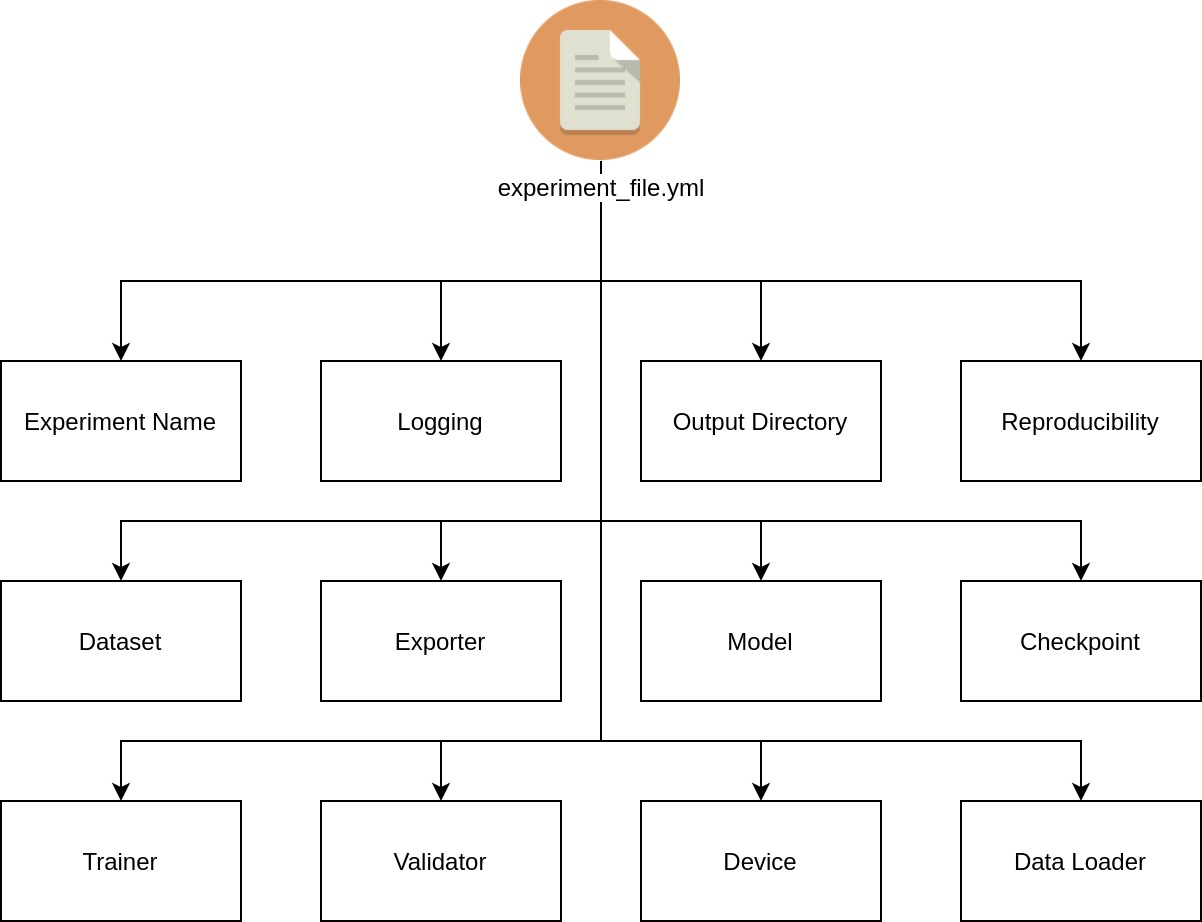 experiment_file.yml
Experiment Name
Logging
Output Directory
Reproducibility
Dataset
Exporter
Model
Checkpoint
Trainer
Validator
Device
Data Loader